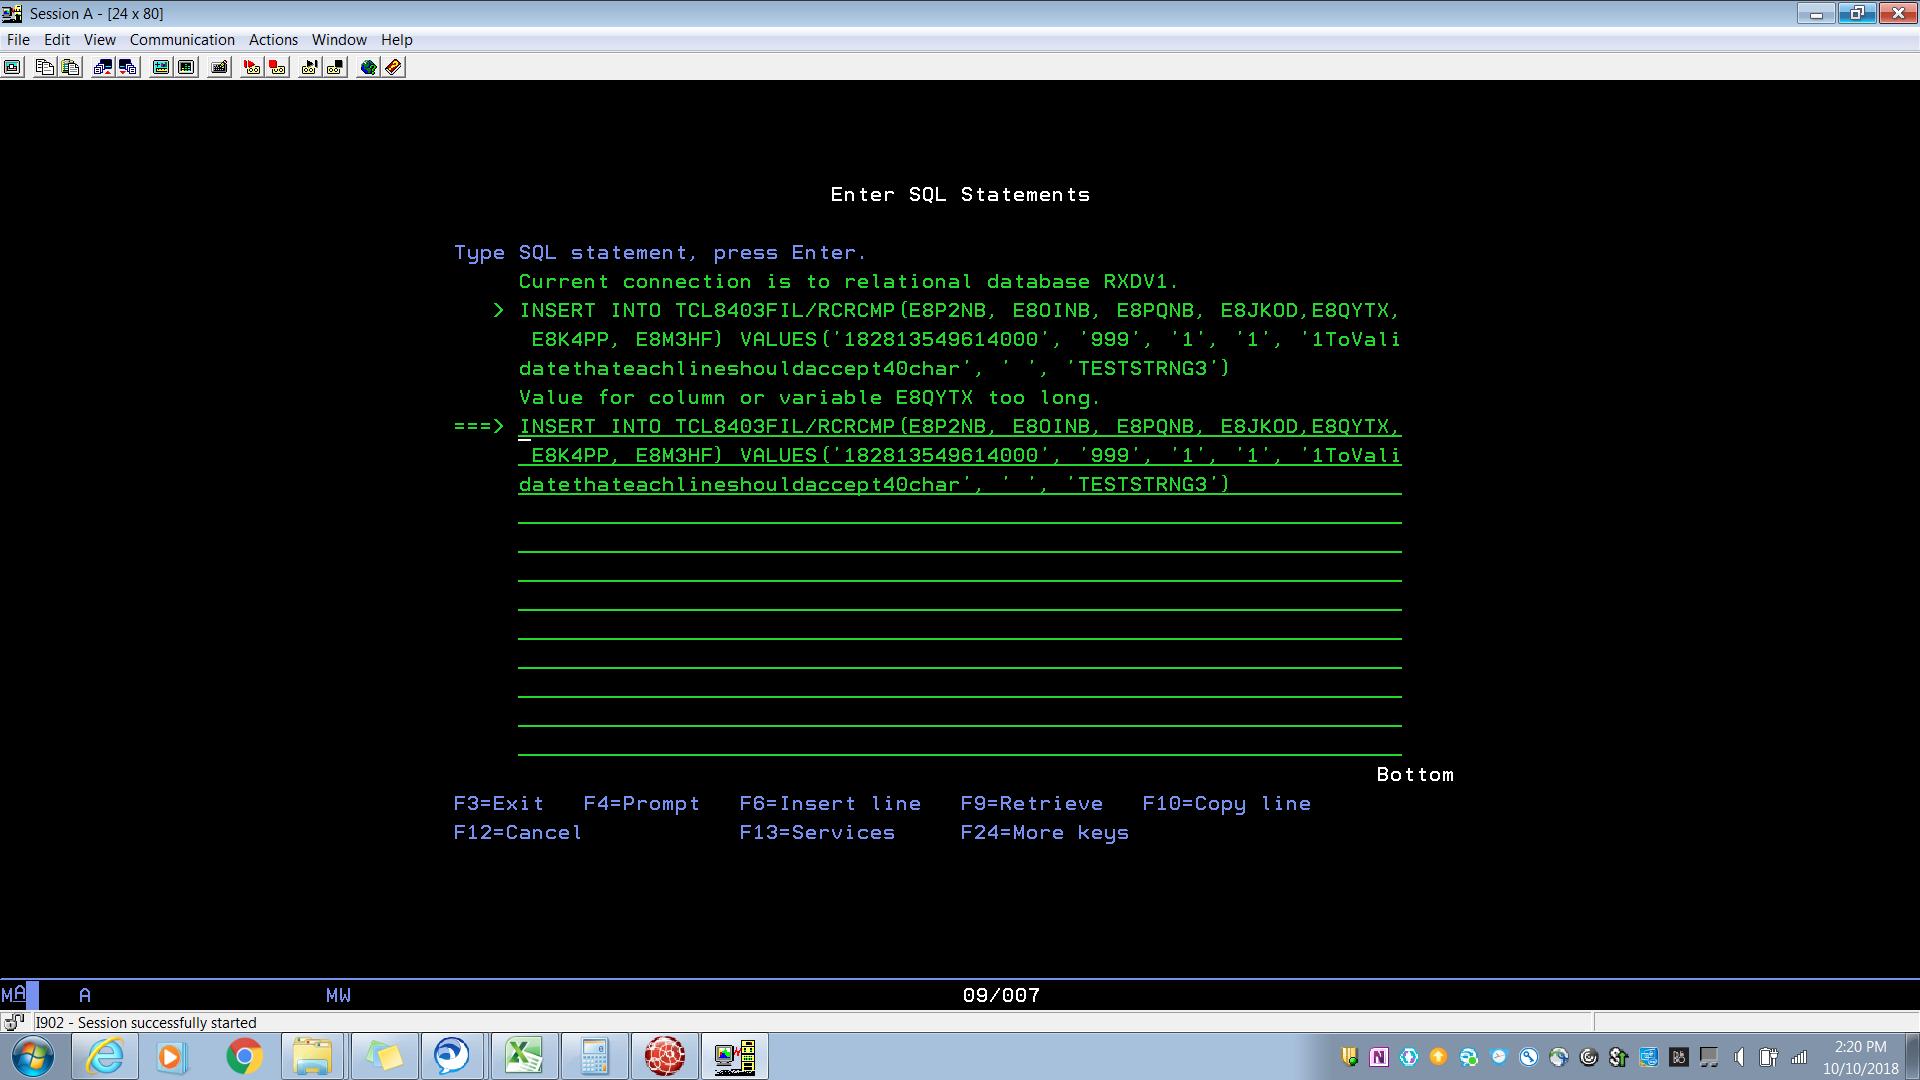 Session A - [24 x 80]
File Edit View Communication Actions Window Help
Enter SQL Statements
Type SQL statement, press Enter.
Current connection is to relational database RXDV1.
> INSERT INTO TCL8403FIL/RCRCMP(E8P2NB, E8OINB, E8PQNB, E8JKOD,E8QYTX,
E8K4PP, E8M3HF) VALUES('182813549614000', '999', '1', '1', '1ToVali
datethateachlineshouldaccept40char', ' ', 'TESTSTRNG3')
Value for column or variable E8QYTX too long.
===> INSERT INTO TCL8403FIL/RCRCMP(E8P2NB, E8OINB, E8PQNB, E8JKOD,E8QYTX,
E8K4PP, E8M3HF) VALUES('182813549614000', '999', '1', '1', '1ToVali
datethateachlineshouldaccept40char', ' ', 'TESTSTRNG3')
Bottom
F3=Exit F4=Prompt F6=Insert line F9=Retrieve F10=Copy line
F12=Cancel F13=Services F24=More keys
MA A MW 09/007
I902 - Session successfully started
2:20 PM
10/10/2018